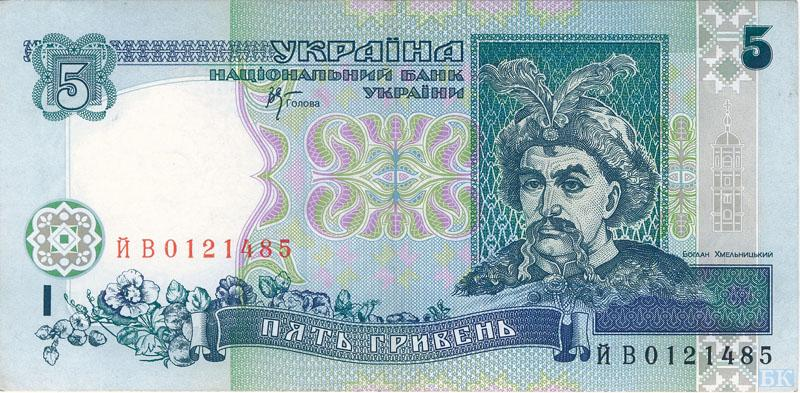 5
УКРАЇНА
5
НАЦІОНАЛЬНИЙ БАНК
УКРАЇНИ
Голова
ЙВ0121485
БОГДАН ХМЕЛЬНИЦЬКИЙ
П'ЯТЬ ГРИВЕНЬ
ЙВ0121485
БК